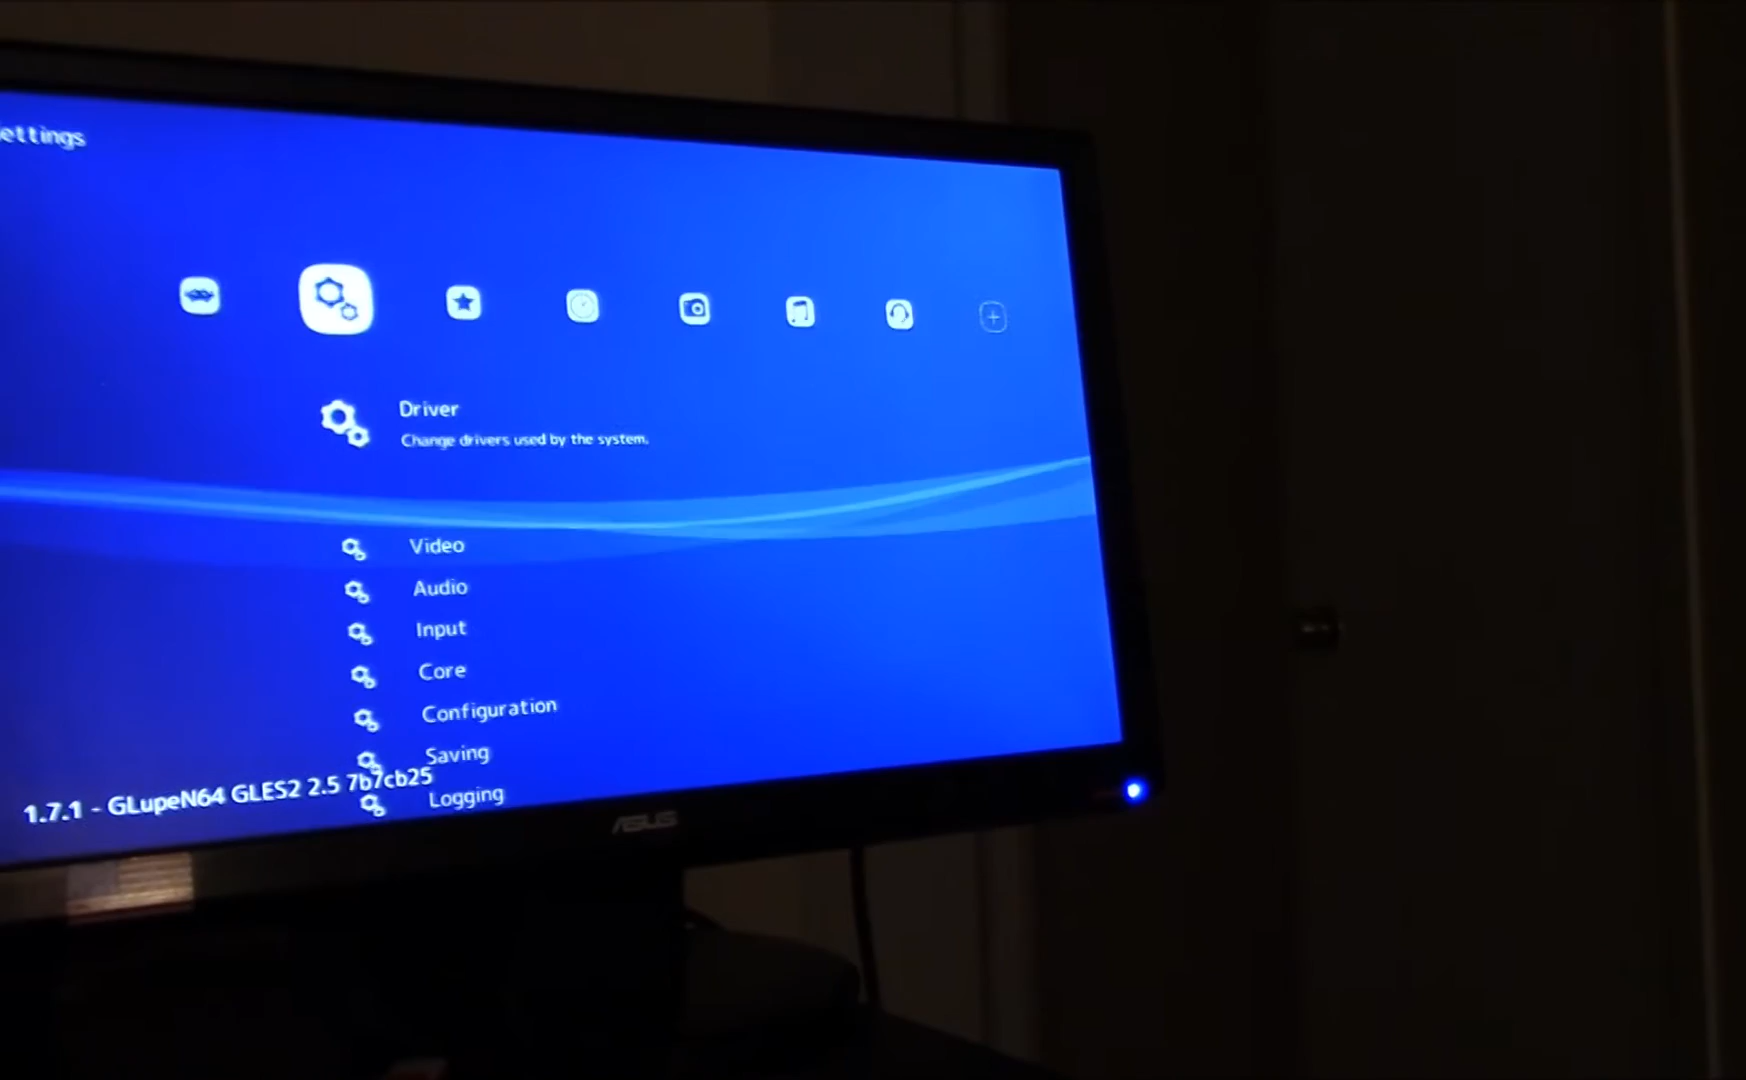 ettings
Driver
Change drivers used by the system.
Video
Audio
Input
Core
Configuration
Saving
Logging
1.7.1 - GLupeN64 GLES2 2.5 7b7cb25
ASUS